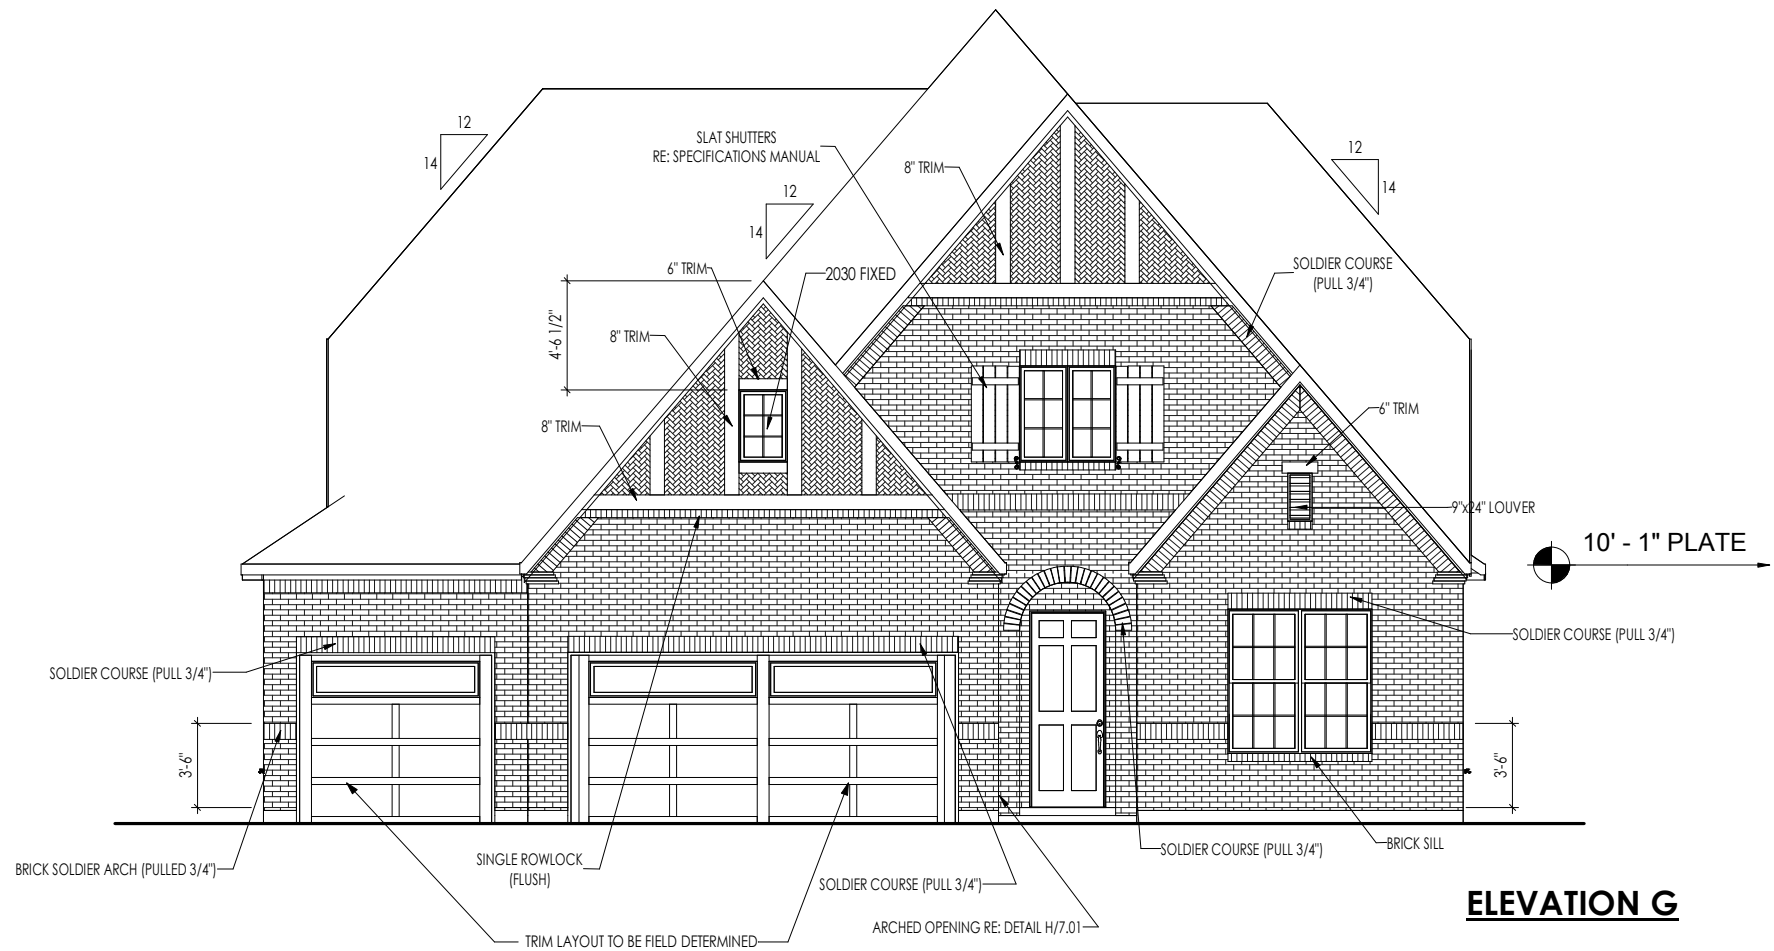 12
14
SLAT SHUTTERS
RE: SPECIFICATIONS MANUAL
8" TRIM
12
14
12
14
6" TRIM
2030 FIXED
SOLDIER COURSE
(PULL 3/4")
4'-6 1/2"
8" TRIM
8" TRIM
6" TRIM
9"x24" LOUVER
10' - 1" PLATE
SOLDIER COURSE (PULL 3/4")
SOLDIER COURSE (PULL 3/4")
3'-6"
3'-6"
BRICK SOLDIER ARCH (PULLED 3/4")
SINGLE ROWLOCK
(FLUSH)
SOLDIER COURSE (PULL 3/4")
SOLDIER COURSE (PULL 3/4")
BRICK SILL
ARCHED OPENING RE: DETAIL H/7.01
TRIM LAYOUT TO BE FIELD DETERMINED
ELEVATION G